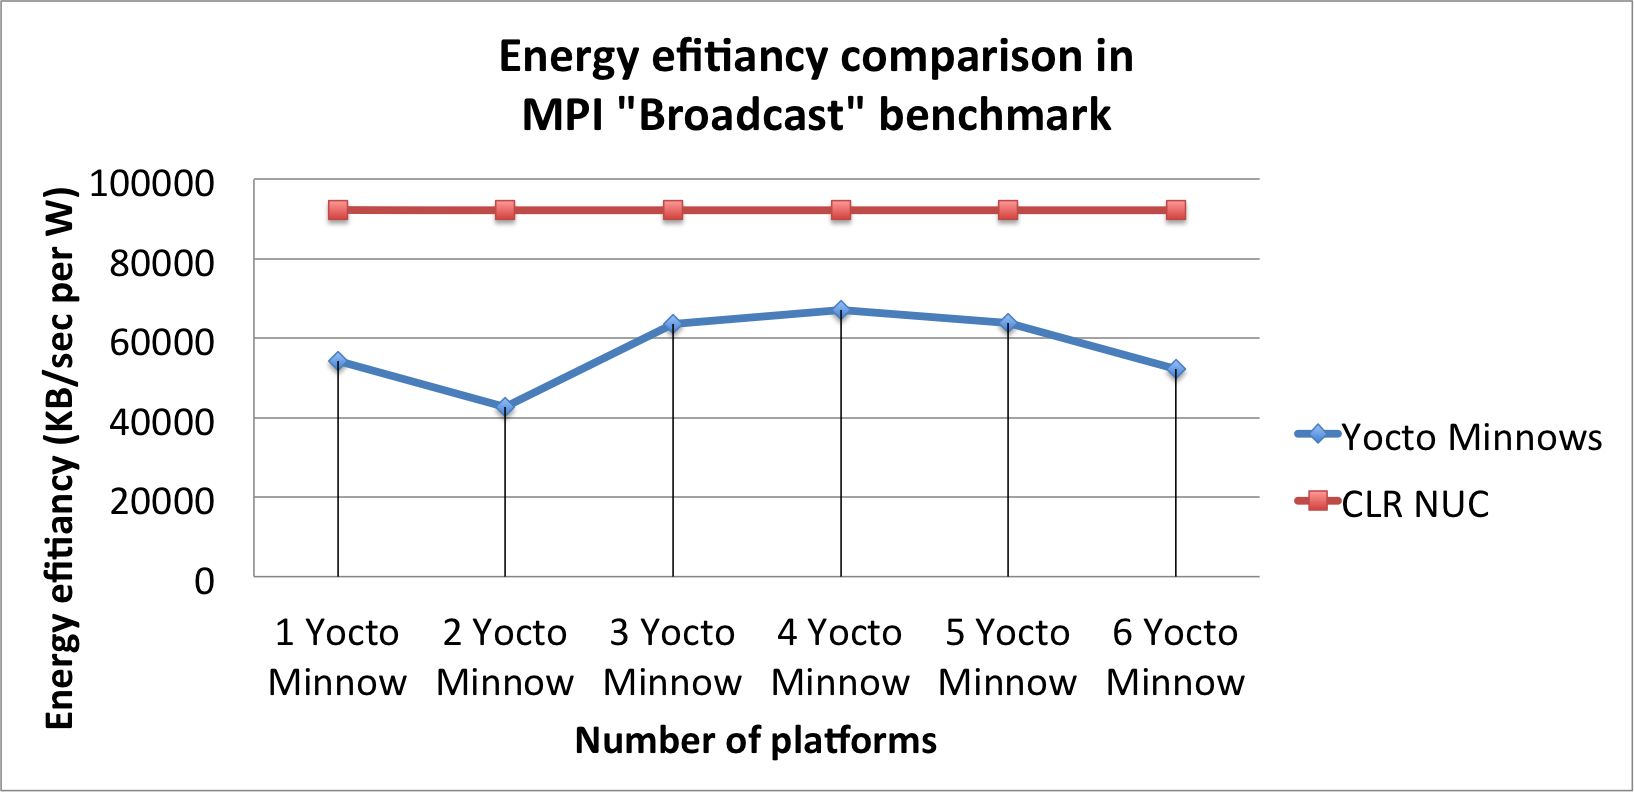 Energy efitiancy comparison in
MPI "Broadcast" benchmark
Energy efitiancy (KB/sec per W)
100000
80000
60000
40000
20000
0
1 Yocto
Minnow
2 Yocto
Minnow
3 Yocto
Minnow
4 Yocto
Minnow
5 Yocto
Minnow
6 Yocto
Minnow
Number of platforms
Yocto Minnows
CLR NUC